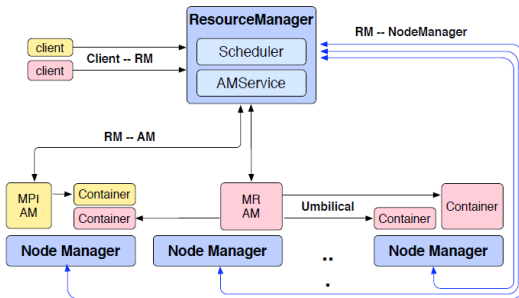 ResourceManager
RM -- NodeManager
client
Client -- RM
Scheduler
client
AMService
RM -- AM
MPI
AM
Container
Container
MR
AM
Umbilical
Container
Container
Node Manager
Node Manager
..
.
Node Manager